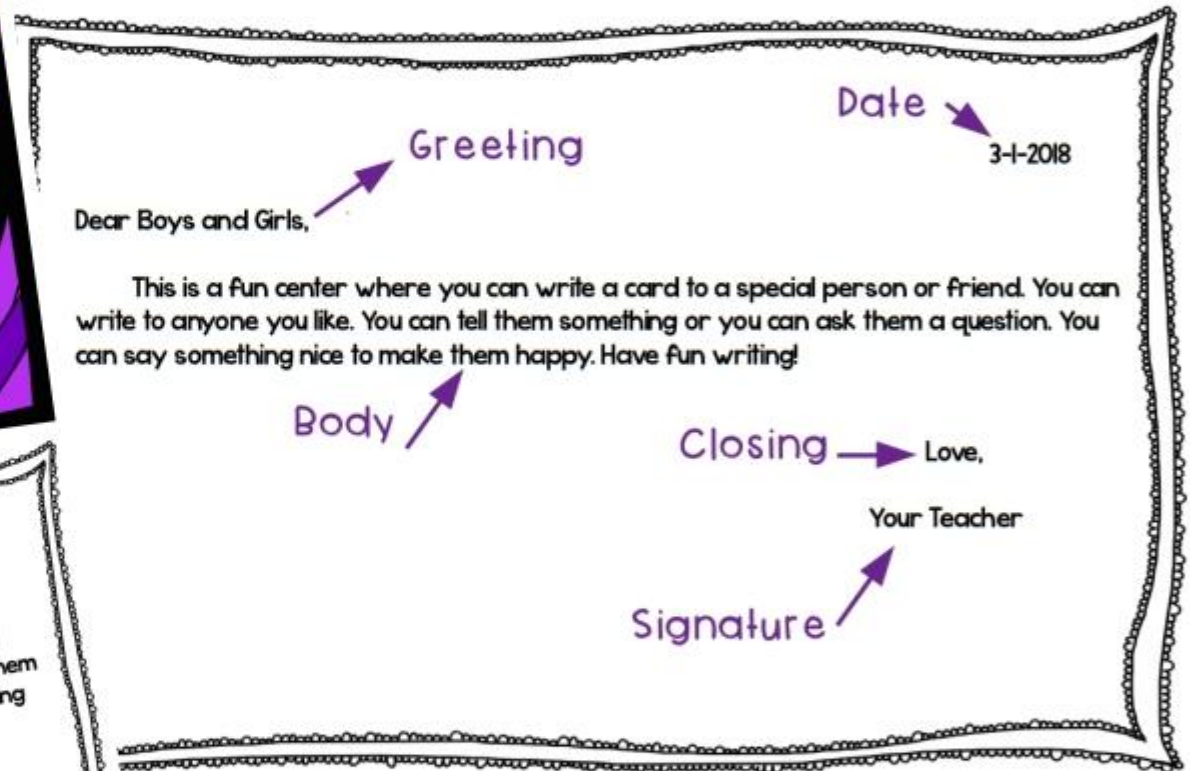 Date
3-1-2018
Greeting
Dear Boys and Girls,
This is a fun center where you can write a card to a special person or friend. You can
write to anyone you like. You can tell them something or you can ask them a question. You
can say something nice to make them happy. Have fun writing!
Body
Closing
Love,
Your Teacher
Signature